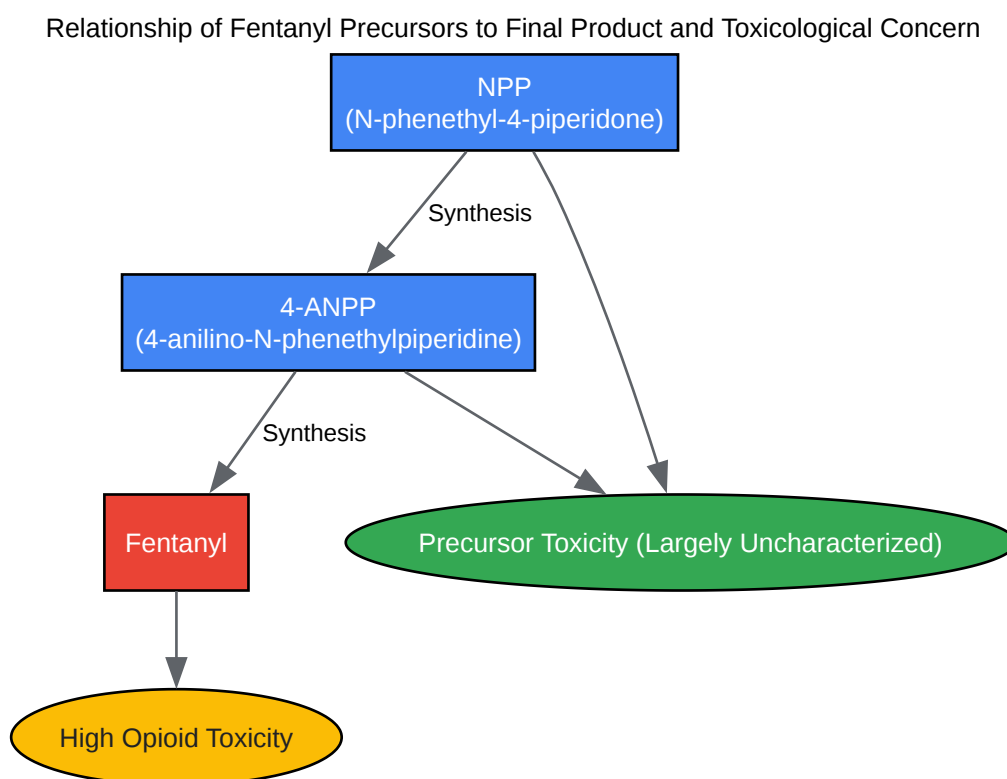 Relationship of Fentanyl Precursors to Final Product and Toxicological Concern
NPP
(N-phenethyl-4-piperidone)
Synthesis
4-ANPP
(4-anilino-N-phenethylpiperidine)
Synthesis
Fentanyl
Precursor Toxicity (Largely Uncharacterized)
High Opioid Toxicity